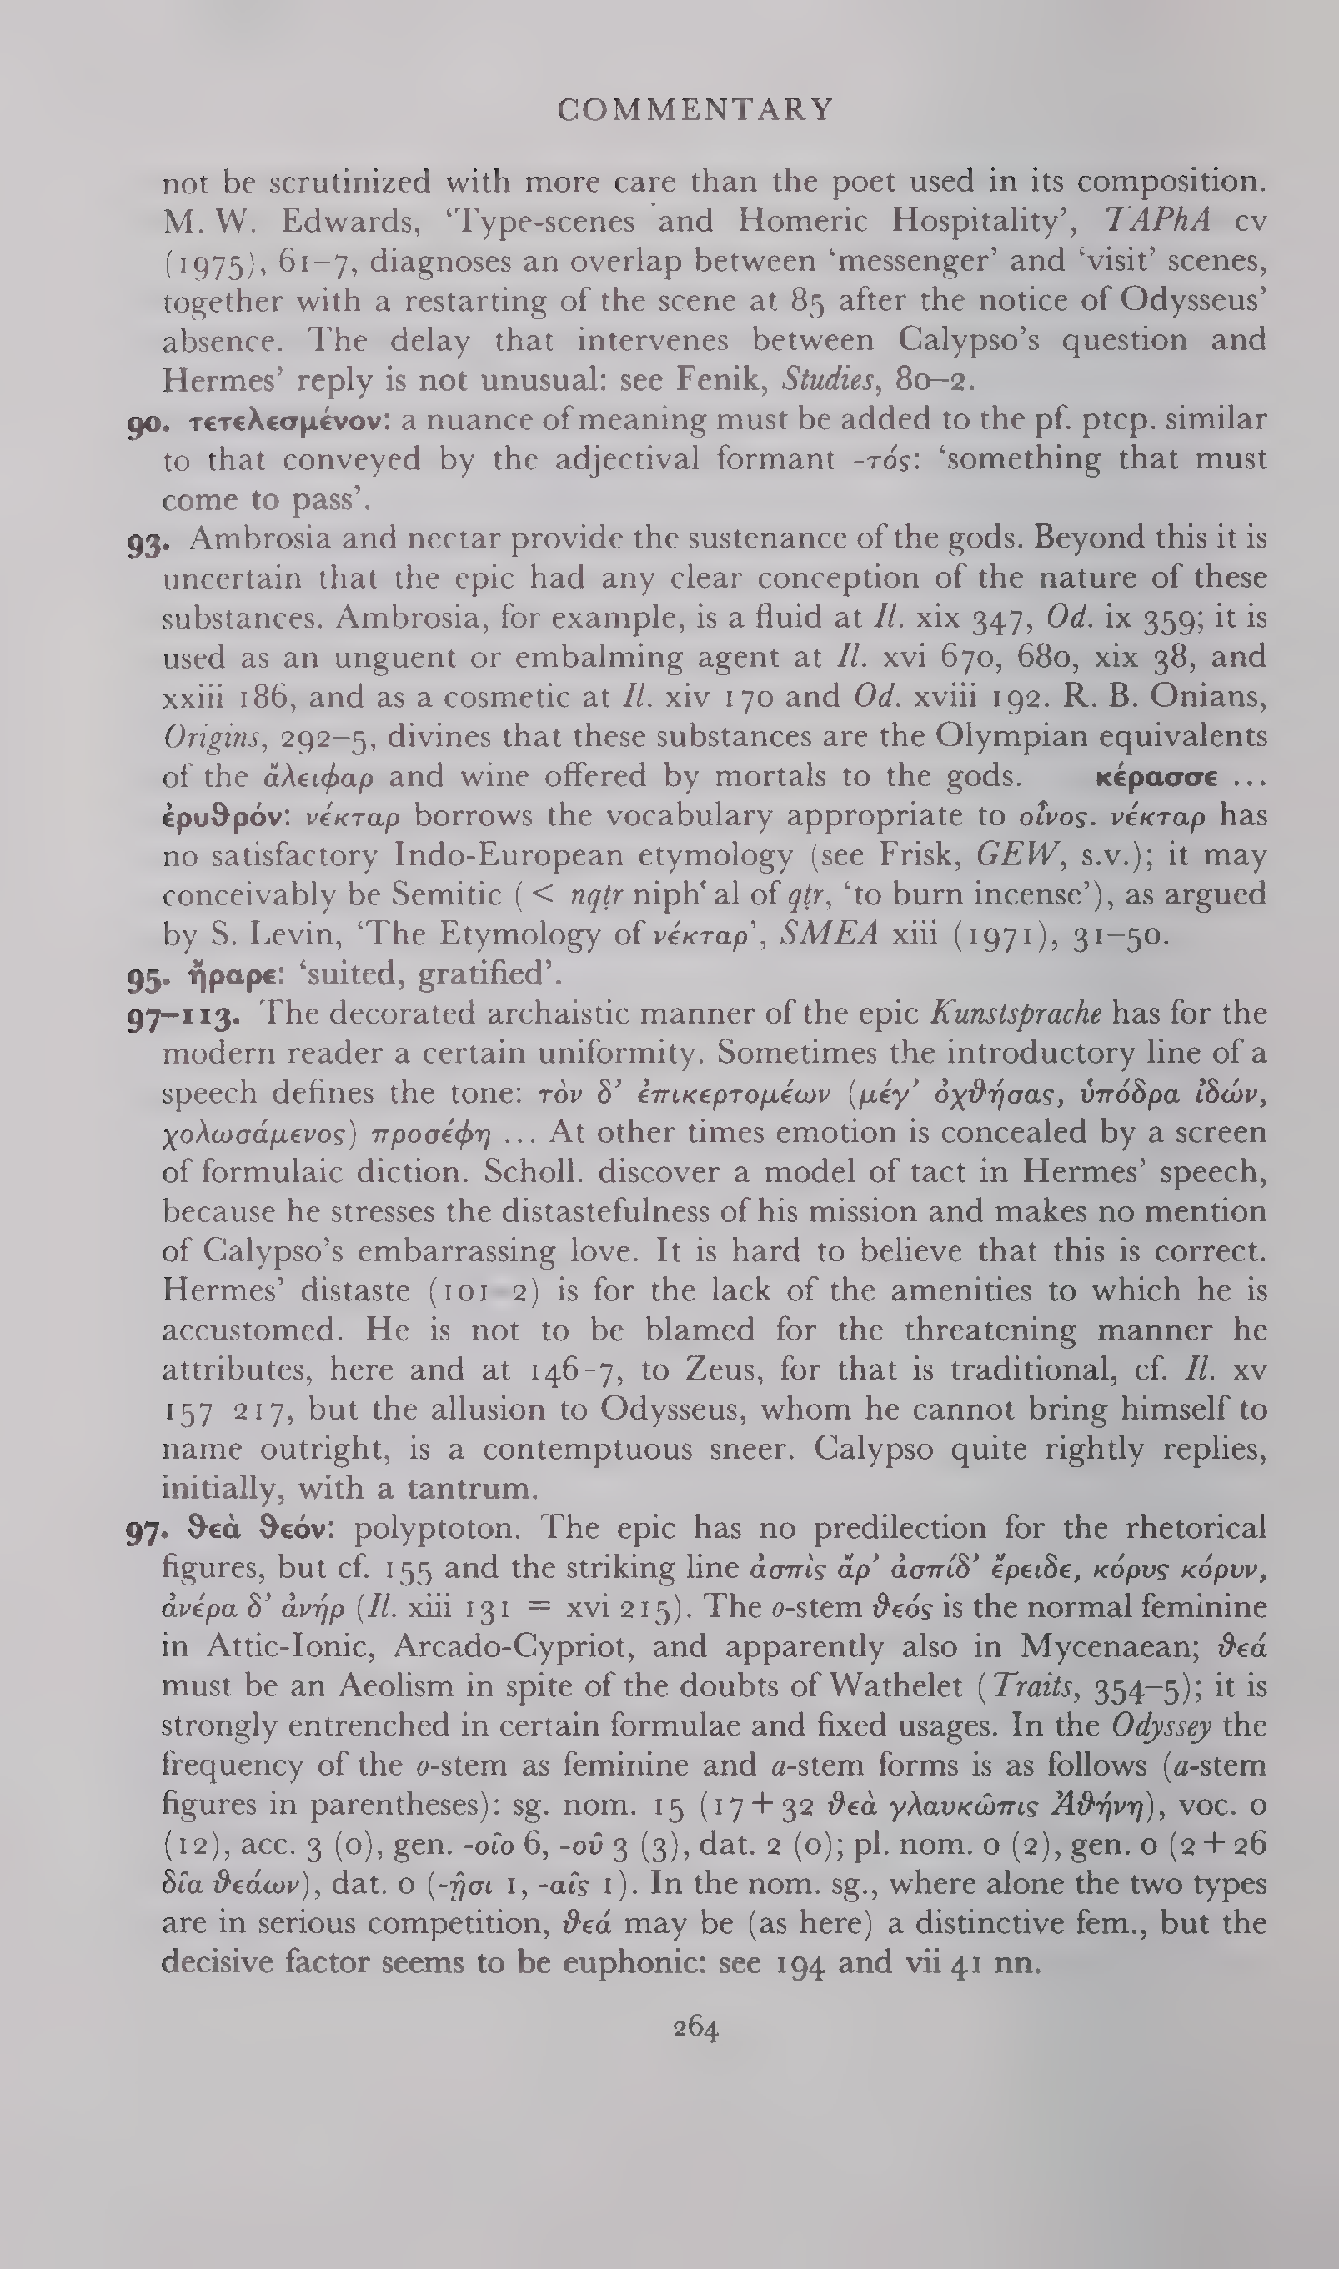 COMMENTARY
not be scrutinized with more care than the poet used in its composition.
M. W. Edwards, ‘Type-scenes and Homeric Hospitality’, TAPhA cv
(1975), 61–7, diagnoses an overlap between ‘messenger’ and ‘visit’ scenes,
together with a restarting of the scene at 85 after the notice of Odysseus’
absence. The delay that intervenes between Calypso’s question and
Hermes’ reply is not unusual: see Fenik, Studies, 80–2.
90. τετελεσμένον: a nuance of meaning must be added to the pf. ptcp. similar
to that conveyed by the adjectival formant -τός: ‘something that must
come to pass’.
93. Ambrosia and nectar provide the sustenance of the gods. Beyond this it is
uncertain that the epic had any clear conception of the nature of these
substances. Ambrosia, for example, is a fluid at Il. xix 347, Od. ix 359; it is
used as an unguent or embalming agent at Il. xvi 670, 680, xix 38, and
xxiii 186, and as a cosmetic at Il. xiv 170 and Od. xviii 192. R. B. Onians,
Origins, 292–5, divines that these substances are the Olympian equivalents
of the ἄλειφαρ and wine offered by mortals to the gods. κέρασσε ...
ἐρυθρόν: νέκταρ borrows the vocabulary appropriate to οἶνος. νέκταρ has
no satisfactory Indo-European etymology (see Frisk, GEW, s.v.); it may
conceivably be Semitic (< nqṭr niphʿal of qṭr, ‘to burn incense’), as argued
by S. Levin, ‘The Etymology of νέκταρ’, SMEA xiii (1971), 31–50.
95. ἤραρε: ‘suited, gratified’.
97–113. The decorated archaistic manner of the epic Kunstsprache has for the
modern reader a certain uniformity. Sometimes the introductory line of a
speech defines the tone: τὸν δ’ ἐπικερτομέων (μέγ’ ὀχθήσας, ὑπόδρα ἰδών,
χολωσάμενος) προσέφη ... At other times emotion is concealed by a screen
of formulaic diction. Scholl. discover a model of tact in Hermes’ speech,
because he stresses the distastefulness of his mission and makes no mention
of Calypso’s embarrassing love. It is hard to believe that this is correct.
Hermes’ distaste (101–2) is for the lack of the amenities to which he is
accustomed. He is not to be blamed for the threatening manner he
attributes, here and at 146–7, to Zeus, for that is traditional, cf. Il. xv
157–217, but the allusion to Odysseus, whom he cannot bring himself to
name outright, is a contemptuous sneer. Calypso quite rightly replies,
initially, with a tantrum.
97. θεὰ θεόν: polyptoton. The epic has no predilection for the rhetorical
figures, but cf. 155 and the striking line ἀσπὶς ἄρ’ ἀσπίδ’ ἔρειδε, κόρυς κόρυν,
ἀνέρα δ’ ἀνήρ (Il. xiii 131 = xvi 215). The o-stem θεός is the normal feminine
in Attic-Ionic, Arcado-Cypriot, and apparently also in Mycenaean; θεά
must be an Aeolism in spite of the doubts of Wathelet (Traits, 354–5); it is
strongly entrenched in certain formulae and fixed usages. In the Odyssey the
frequency of the o-stem as feminine and a-stem forms is as follows (a-stem
figures in parentheses): sg. nom. 15 (17 + 32 θεὰ γλαυκῶπις Ἀθήνη), voc. 0
(12), acc. 3 (0), gen. -οῖο 6, -οῦ 3 (3), dat. 2 (0); pl. nom. 0 (2), gen. 0 (2 + 26
δῖα θεάων), dat. 0 (-ῇσι 1, -αῖς 1). In the nom. sg., where alone the two types
are in serious competition, θεά may be (as here) a distinctive fem., but the
decisive factor seems to be euphonic: see 194 and vii 41 nn.
264